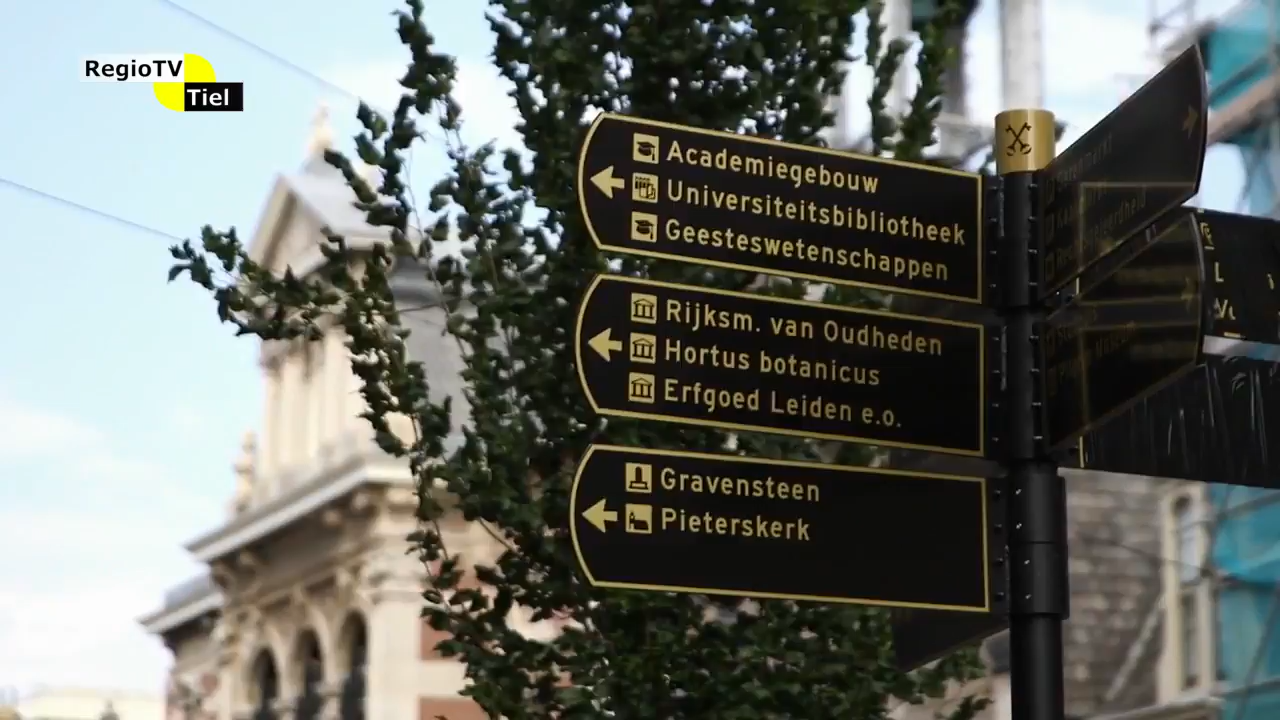 RegioTV
Tiel
Academiegebouw
Universiteitsbibliotheek
Geesteswetenschappen
Rijksm. van Oudheden
Hortus botanicus
Erfgoed Leiden e.o.
Gravensteen
Pieterskerk